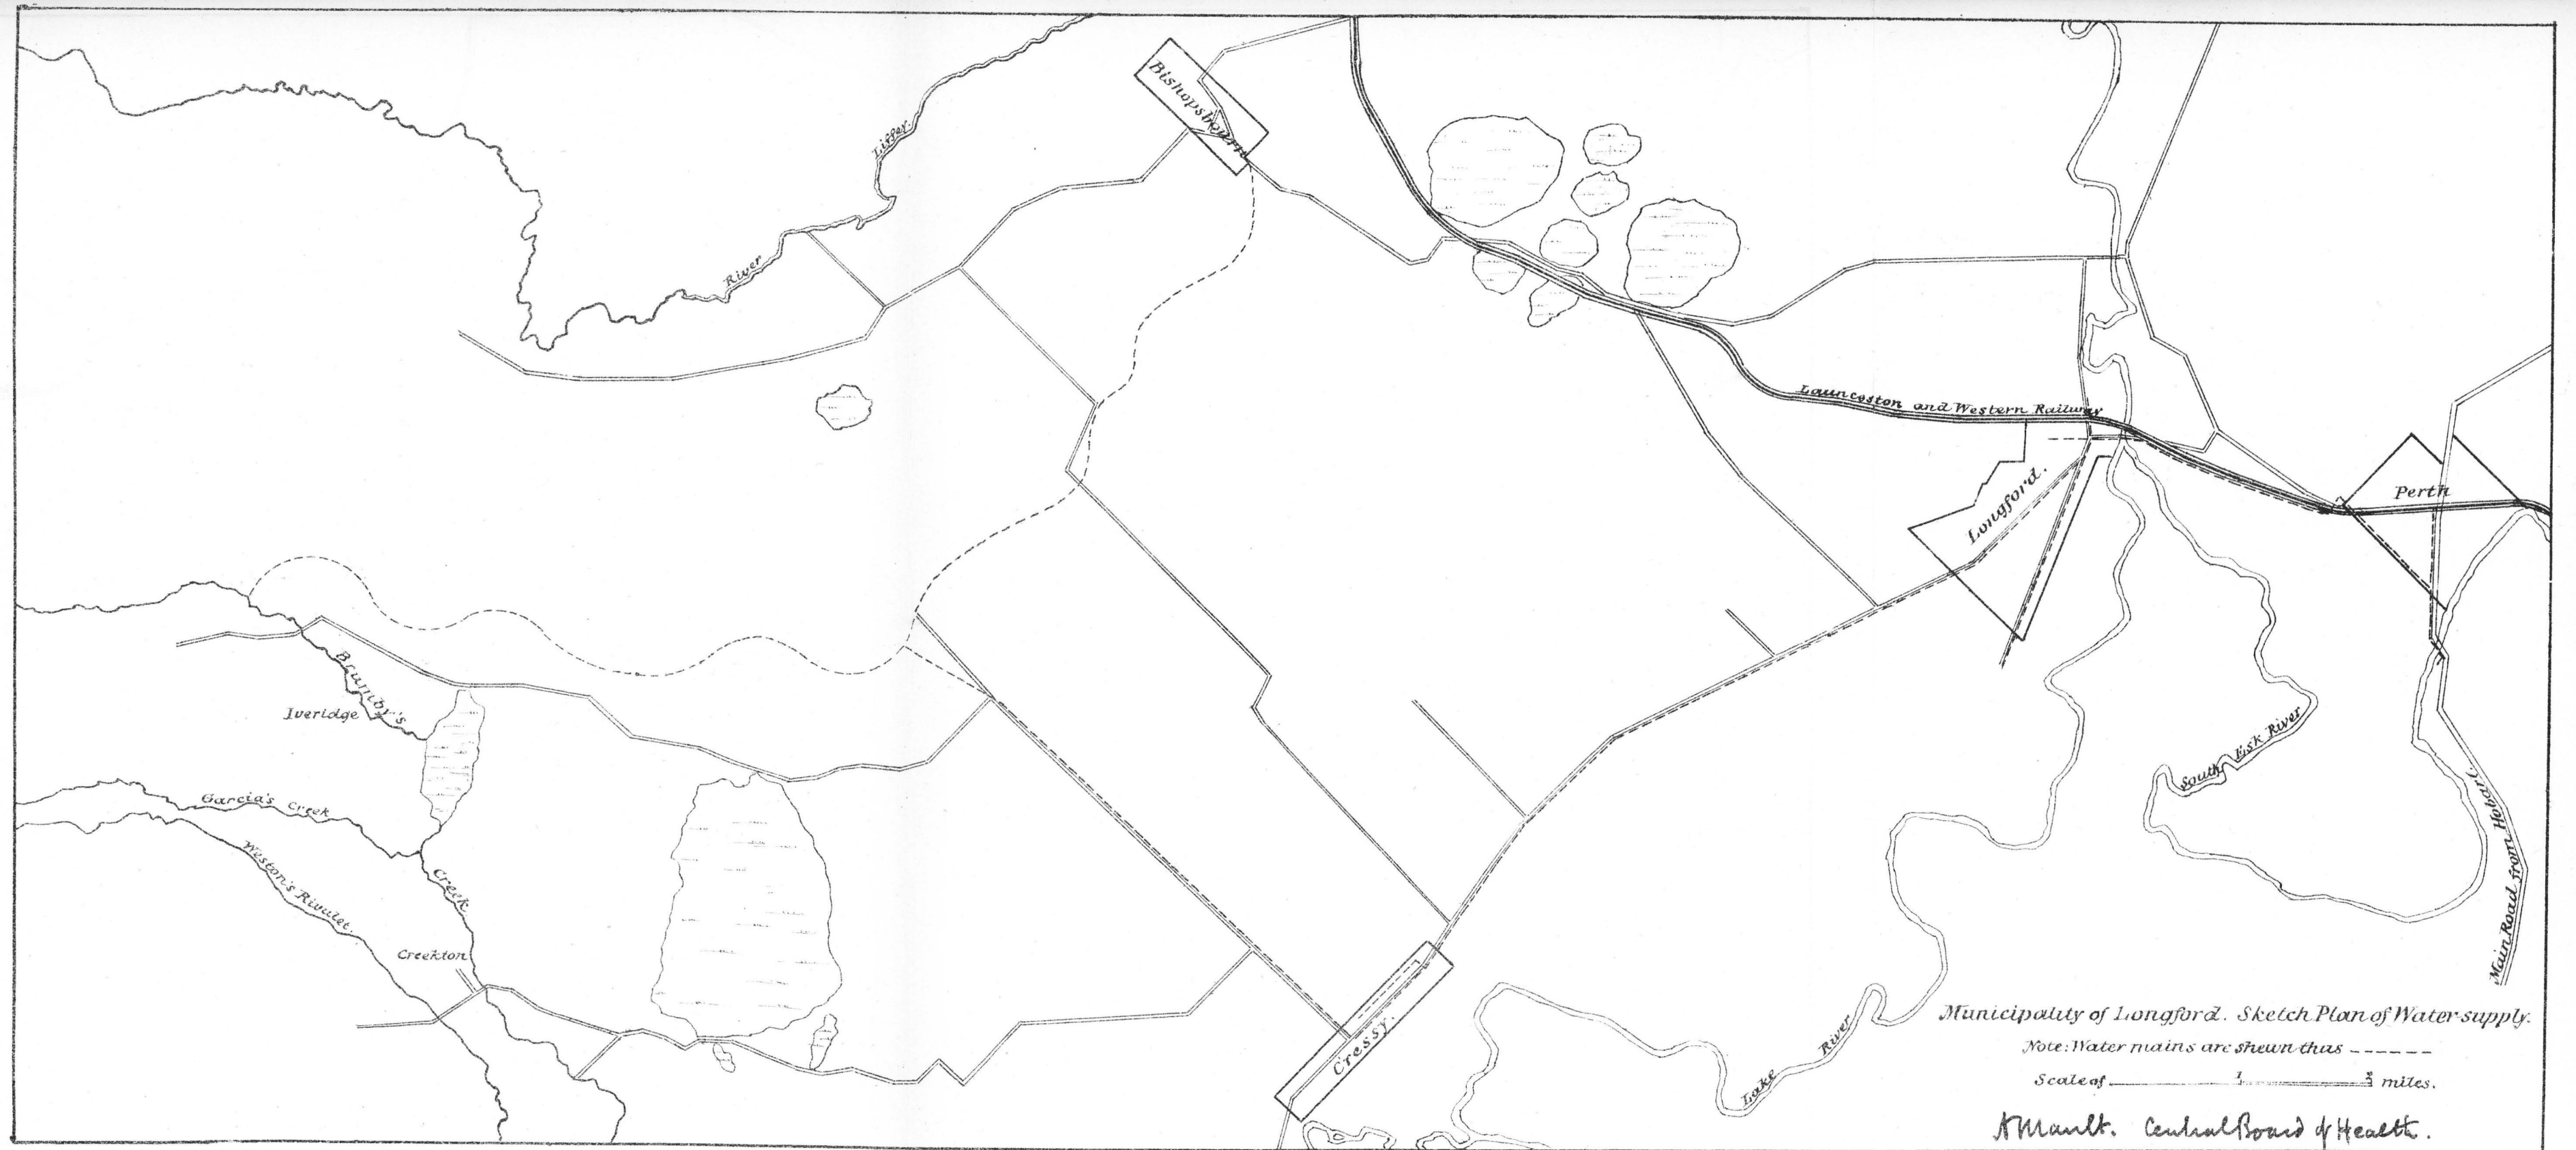 Bishopsbourne
Liffey.
River
Launceston and Western Railway
Longford.
Perth
Brumby's
Iveridge
Garcia's Creek
Weston's Rivulet.
Creek
Creekton
South Esk River
Main Road from Hobart.
Cressy.
Lake River
Municipality of Longford. Sketch Plan of Water-supply.
Note: Water mains are shewn thus ------
Scale of 1 2 miles.
A Mault. Central Board of Health.